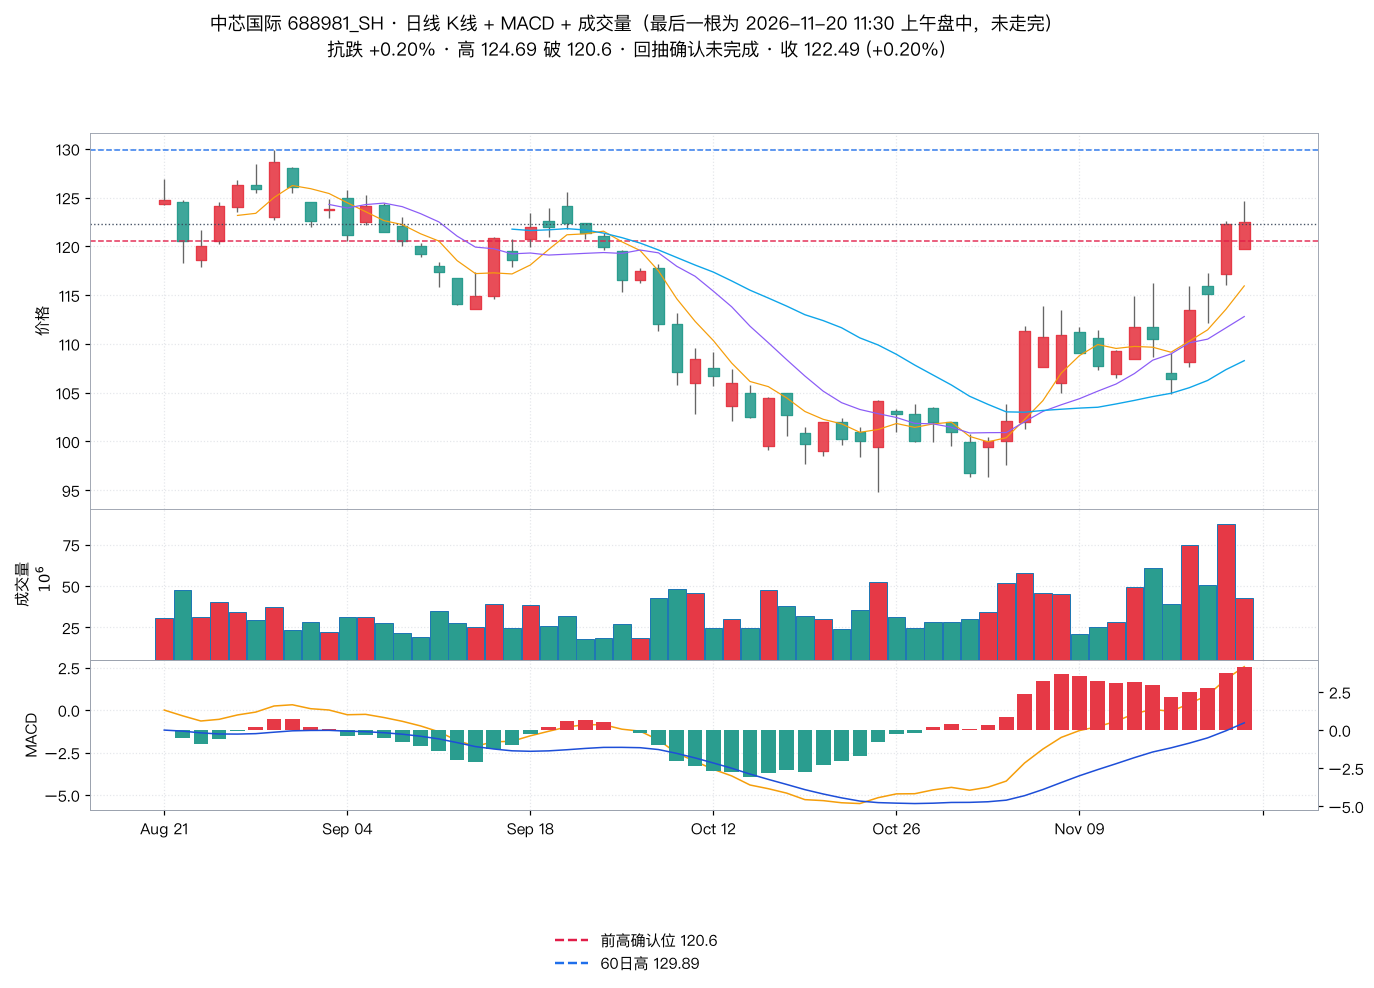 中芯国际 688981_SH · 日线 K线 + MACD + 成交量（最后一根为 2026−11−20 11:30 上午盘中，未走完）
抗跌 +0.20% · 高 124.69 破 120.6 · 回抽确认未完成 · 收 122.49 (+0.20%)
130
125
120
115
110
105
100
95
价格
75
50
25
成交量
10⁶
2.5
0.0
−2.5
−5.0
MACD
2.5
0.0
−2.5
−5.0
Aug 21
Sep 04
Sep 18
Oct 12
Oct 26
Nov 09
前高确认位 120.6
60日高 129.89